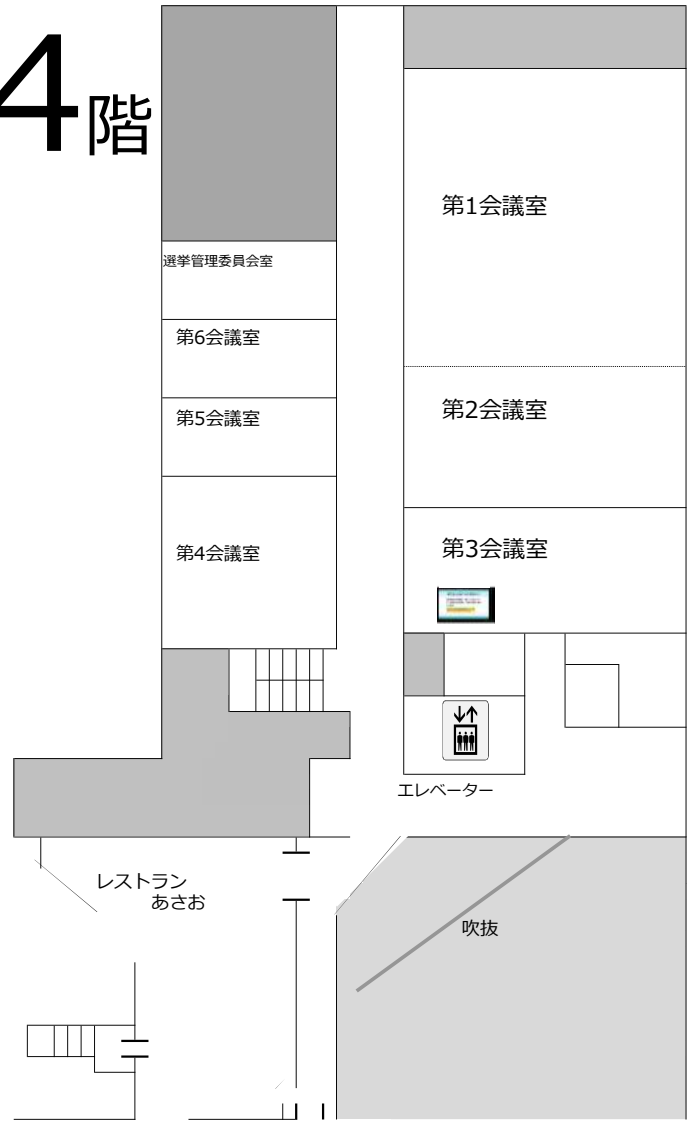 4階
第1会議室
選挙管理委員会室
第6会議室
第2会議室
第5会議室
第3会議室
第4会議室
エレベーター
レストラン
あさお
吹抜